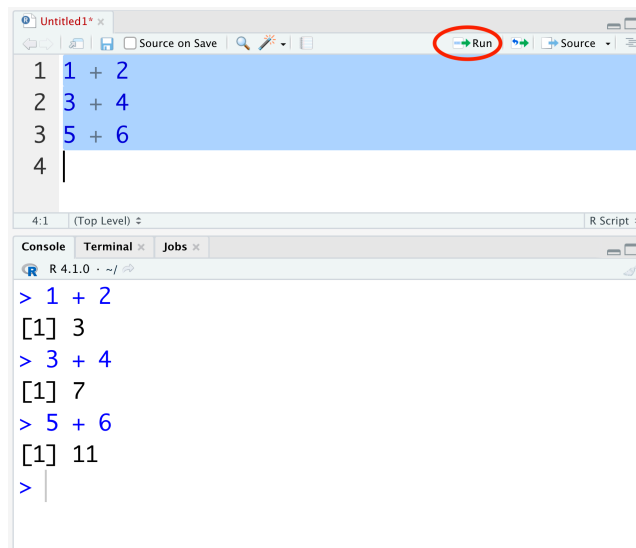 Untitled1*
Source on Save Run Source
1 1 + 2
2 3 + 4
3 5 + 6
4
4:1 (Top Level) R Script
Console Terminal Jobs
R R 4.1.0 · ~/
> 1 + 2
[1] 3
> 3 + 4
[1] 7
> 5 + 6
[1] 11
>